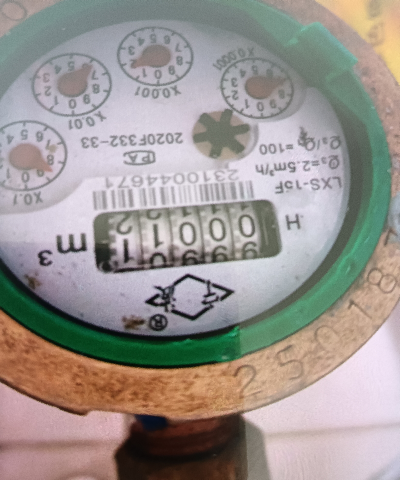 ®
H 00011 m³
2310044671
LXS-15F
Q₃=2.5m³/h
Q₃/Q₁=100
PA
2020F332-33
X0.1
X0.01
X0.001
X0.0001